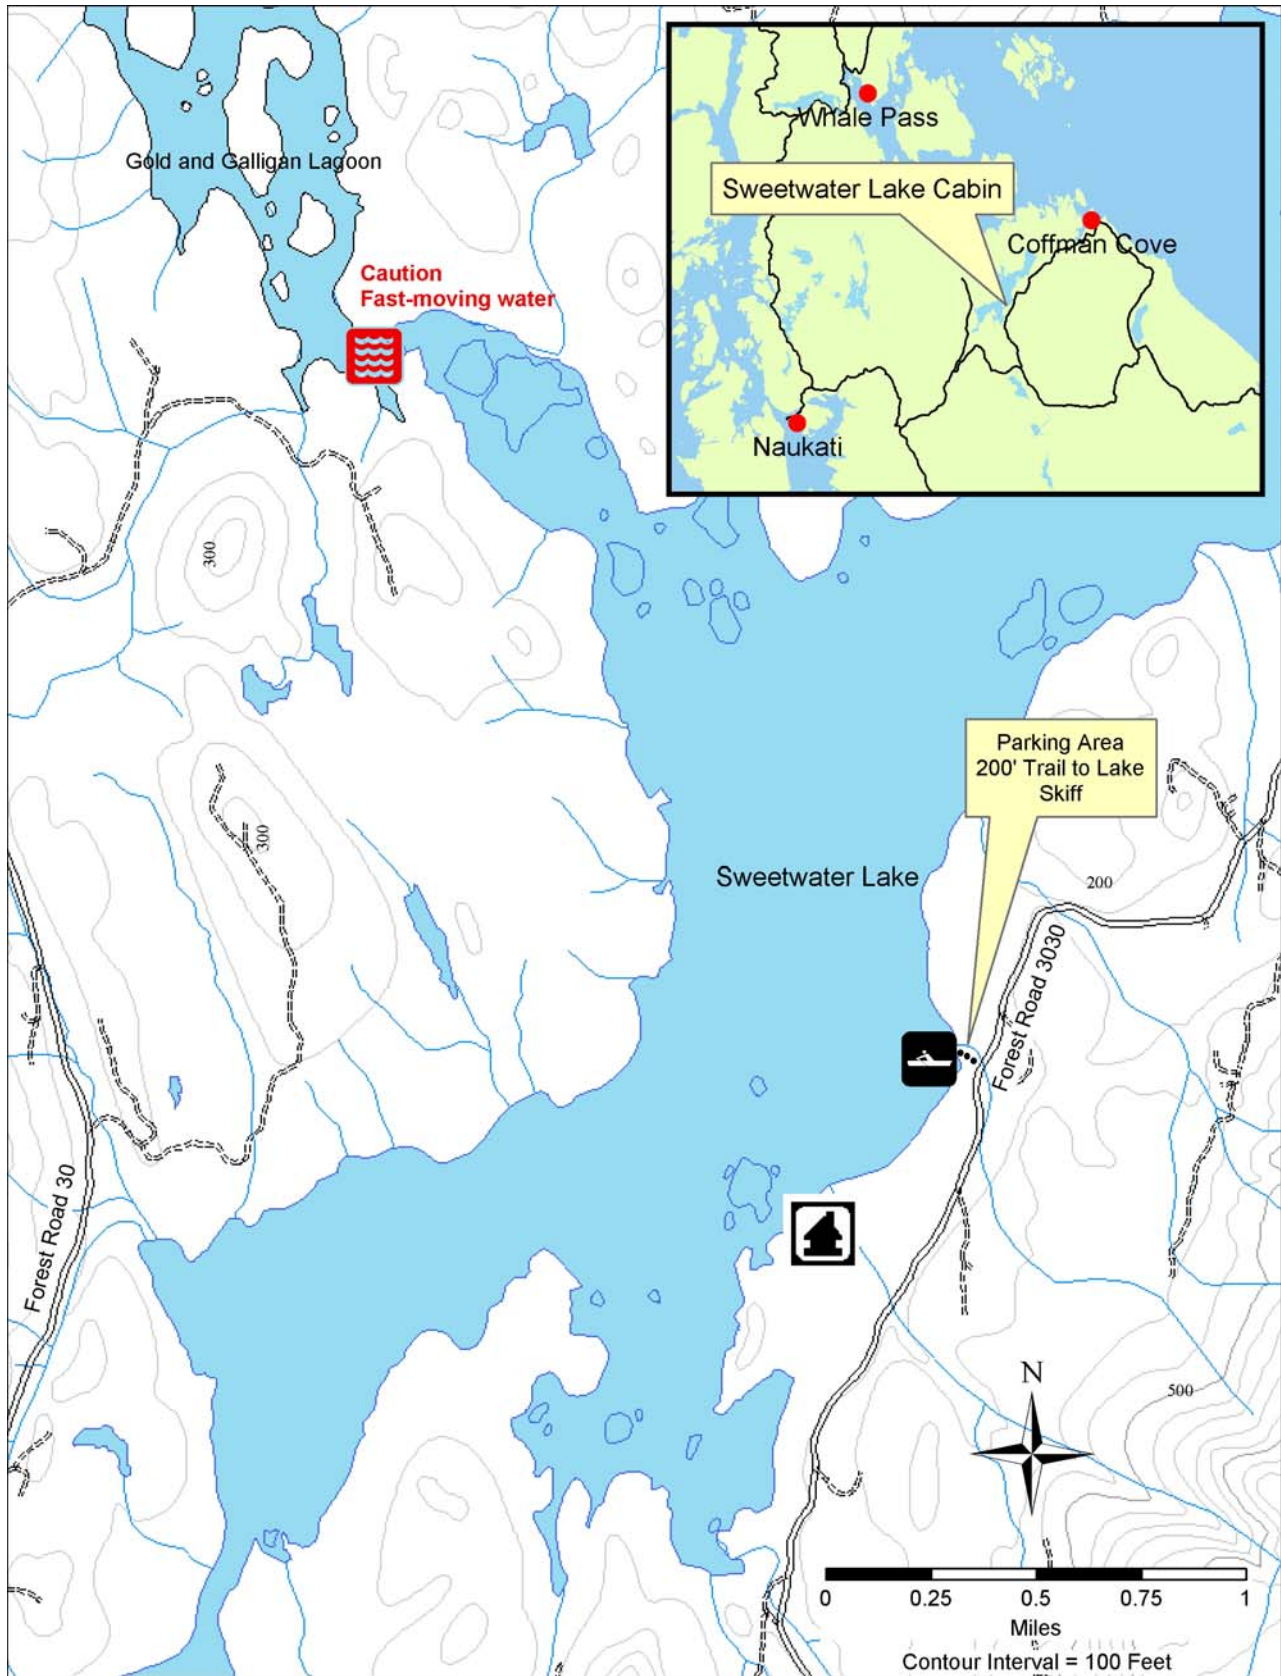 Gold and Galligan Lagoon
Caution
Fast-moving water
Whale Pass
Sweetwater Lake Cabin
Coffman Cove
Naukati
300
Parking Area
200' Trail to Lake
Skiff
300
Sweetwater Lake
200
Forest Road 3030
Forest Road 30
N
500
0 0.25 0.5 0.75 1
Miles
Contour Interval = 100 Feet